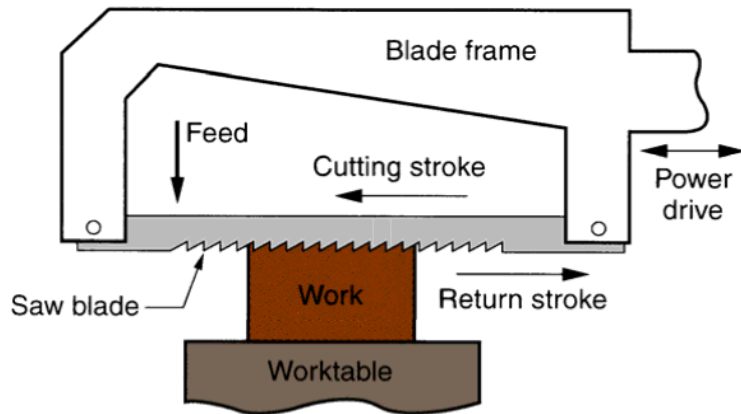 Blade frame
Feed
Cutting stroke
Power
drive
Saw blade
Work
Return stroke
Worktable